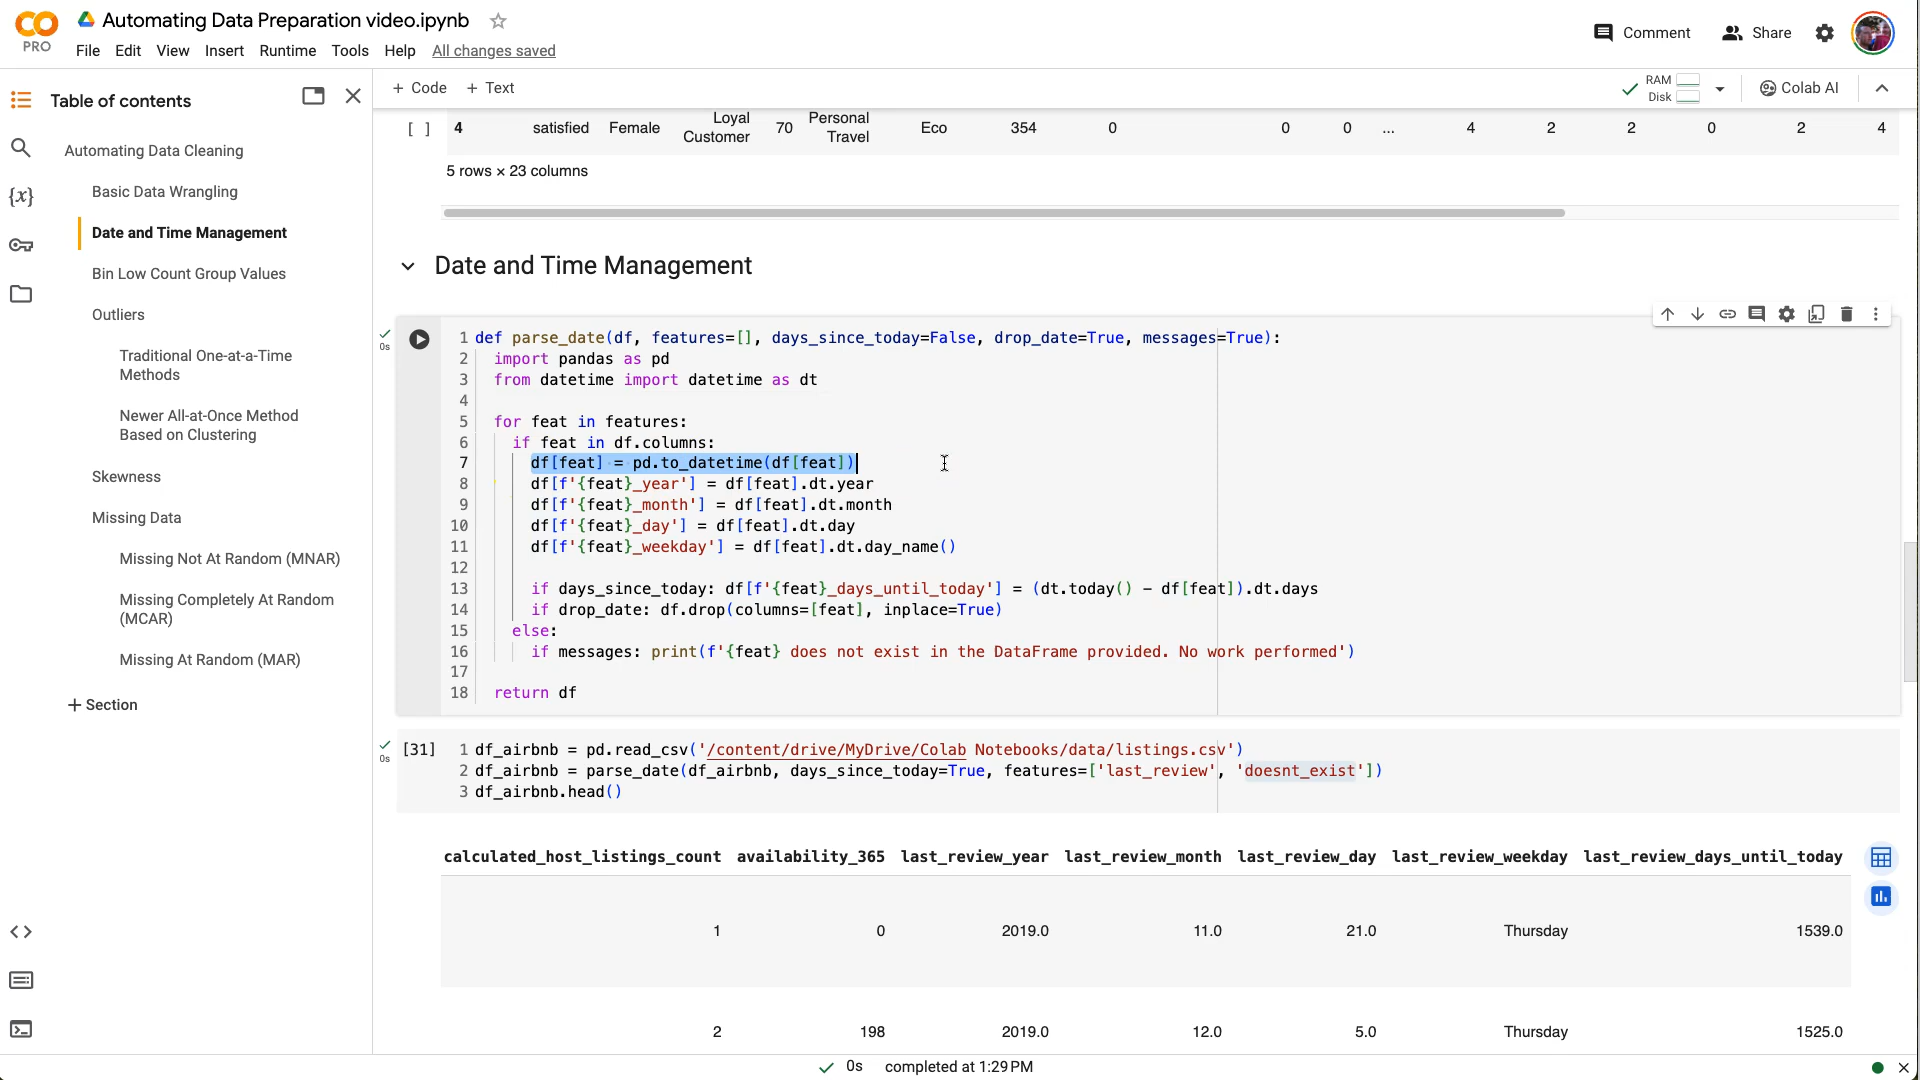 Automating Data Preparation video.ipynb
PRO
File Edit View Insert Runtime Tools Help All changes saved
Comment
Share
Table of contents
+ Code + Text
RAM
Disk
Colab AI
Automating Data Cleaning
Basic Data Wrangling
Date and Time Management
Bin Low Count Group Values
Outliers
Traditional One-at-a-Time
Methods
Newer All-at-Once Method
Based on Clustering
Skewness
Missing Data
Missing Not At Random (MNAR)
Missing Completely At Random
(MCAR)
Missing At Random (MAR)
+ Section
[ ] 4 satisfied Female Loyal Customer 70 Personal Travel Eco 354 0 0 0 ... 4 2 2 0 2 4
5 rows × 23 columns
Date and Time Management
0s
1 def parse_date(df, features=[], days_since_today=False, drop_date=True, messages=True):
2 import pandas as pd
3 from datetime import datetime as dt
4
5 for feat in features:
6 if feat in df.columns:
7 df[feat] = pd.to_datetime(df[feat])
8 df[f'{feat}_year'] = df[feat].dt.year
9 df[f'{feat}_month'] = df[feat].dt.month
10 df[f'{feat}_day'] = df[feat].dt.day
11 df[f'{feat}_weekday'] = df[feat].dt.day_name()
12
13 if days_since_today: df[f'{feat}_days_until_today'] = (dt.today() - df[feat]).dt.days
14 if drop_date: df.drop(columns=[feat], inplace=True)
15 else:
16 if messages: print(f'{feat} does not exist in the DataFrame provided. No work performed')
17
18 return df
0s
[31] 1 df_airbnb = pd.read_csv('/content/drive/MyDrive/Colab Notebooks/data/listings.csv')
2 df_airbnb = parse_date(df_airbnb, days_since_today=True, features=['last_review', 'doesnt_exist'])
3 df_airbnb.head()
calculated_host_listings_count availability_365 last_review_year last_review_month last_review_day last_review_weekday last_review_days_until_today
1 0 2019.0 11.0 21.0 Thursday 1539.0
2 198 2019.0 12.0 5.0 Thursday 1525.0
0s completed at 1:29 PM